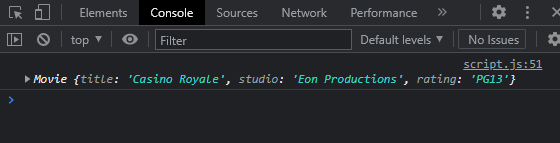 Elements Console Sources Network Performance »
top Filter Default levels No Issues
script.js:51
Movie {title: 'Casino Royale', studio: 'Eon Productions', rating: 'PG13'}